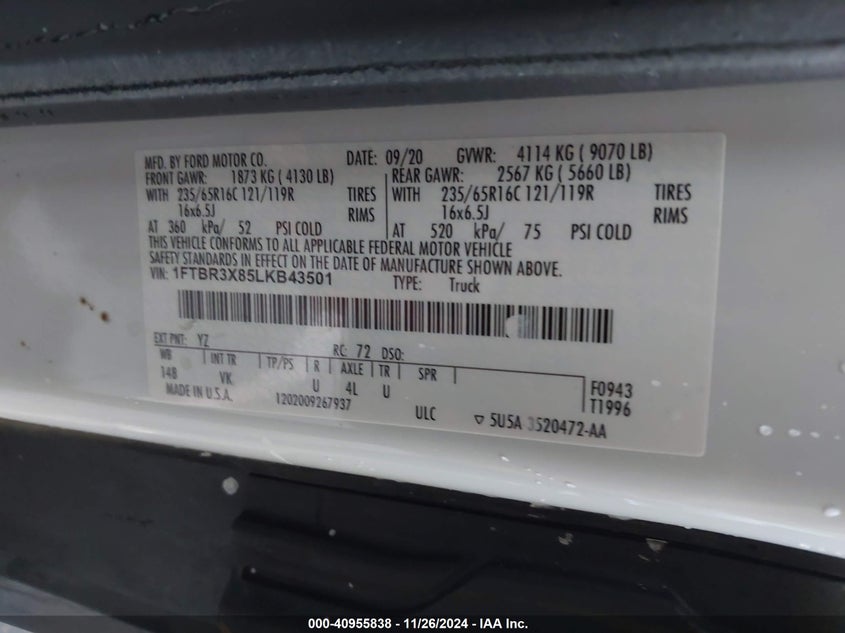 MFD. BY FORD MOTOR CO. DATE: 09/20 GVWR: 4114 KG ( 9070 LB)
FRONT GAWR: 1873 KG ( 4130 LB) REAR GAWR: 2567 KG ( 5660 LB)
WITH 235/65R16C 121/119R TIRES WITH 235/65R16C 121/119R TIRES
16x6.5J RIMS 16x6.5J RIMS
AT 360 kPa/ 52 PSI COLD AT 520 kPa/ 75 PSI COLD
THIS VEHICLE CONFORMS TO ALL APPLICABLE FEDERAL MOTOR VEHICLE
SAFETY STANDARDS IN EFFECT ON THE DATE OF MANUFACTURE SHOWN ABOVE.
VIN: 1FTBR3X85LKB43501 TYPE: Truck
EXT PNT: YZ RC: 72 DSO:
WB INT TR TP/PS R AXLE TR SPR
148 VK U 4L U F0943
T1996
MADE IN U.S.A. 1202009267937 ULC ▽ 5U5A 3520472-AA
000-40955838 - 11/26/2024 - IAA Inc.